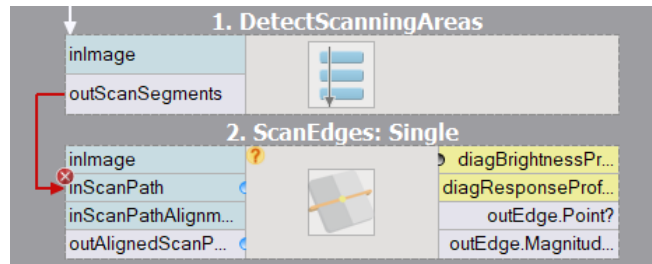 1. DetectScanningAreas
inImage
outScanSegments
2. ScanEdges: Single
inImage
?
diagBrightnessPr...
inScanPath
diagResponseProf...
inScanPathAlignm...
outEdge.Point?
outAlignedScanP...
outEdge.Magnitud...